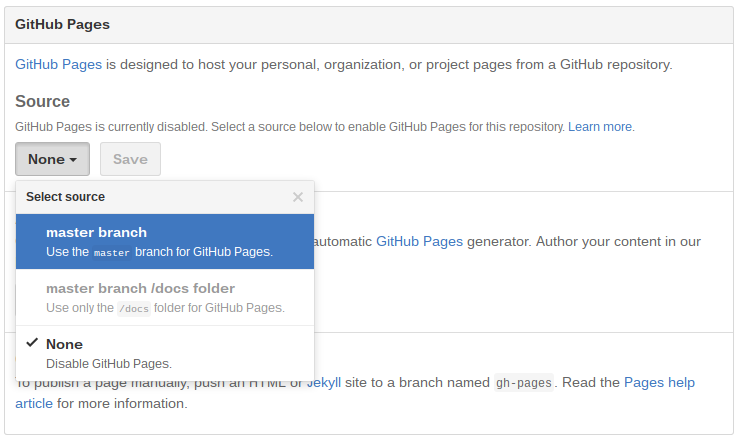 GitHub Pages
GitHub Pages is designed to host your personal, organization, or project pages from a GitHub repository.
Source
GitHub Pages is currently disabled. Select a source below to enable GitHub Pages for this repository. Learn more.
None Save
Select source
master branch
Use the master branch for GitHub Pages.
automatic GitHub Pages generator. Author your content in our
master branch /docs folder
Use only the /docs folder for GitHub Pages.
None
Disable GitHub Pages.
To publish a page manually, push an HTML or Jekyll site to a branch named gh-pages. Read the Pages help
article for more information.